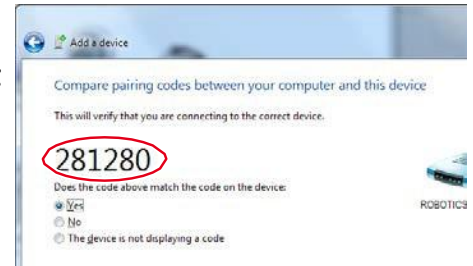 Add a device
Compare pairing codes between your computer and this device
This will verify that you are connecting to the correct device.
281280
Does the code above match the code on the device:
Yes
ROBOTICS
No
The device is not displaying a code